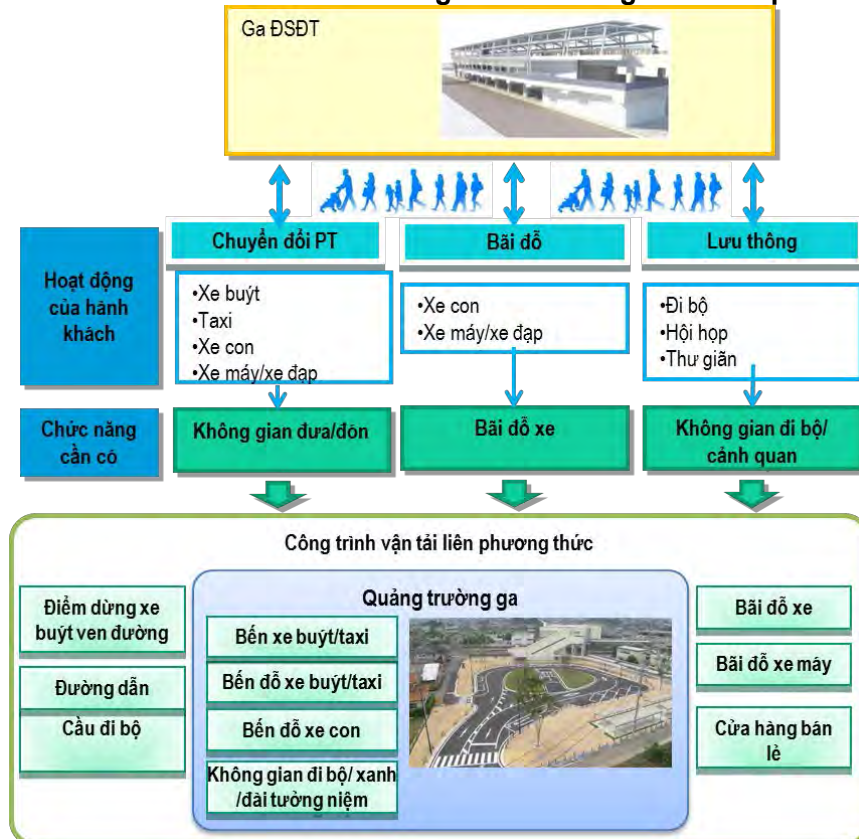 Ga ĐSĐT
Chuyển đổi PT
Bãi đỗ
Lưu thông
Hoạt động
của hành
khách
•Xe buýt
•Taxi
•Xe con
•Xe máy/xe đạp
•Xe con
•Xe máy/xe đạp
•Đi bộ
•Hội họp
•Thư giãn
Chức năng
cần có
Không gian đưa/đón
Bãi đỗ xe
Không gian đi bộ/
cảnh quan
Công trình vận tải liên phương thức
Điểm dừng xe
buýt ven đường
Đường dẫn
Cầu đi bộ
Quảng trường ga
Bến xe buýt/taxi
Bến đỗ xe buýt/taxi
Bến đỗ xe con
Không gian đi bộ/ xanh
/đài tưởng niệm
Bãi đỗ xe
Bãi đỗ xe máy
Cửa hàng bán
lẻ